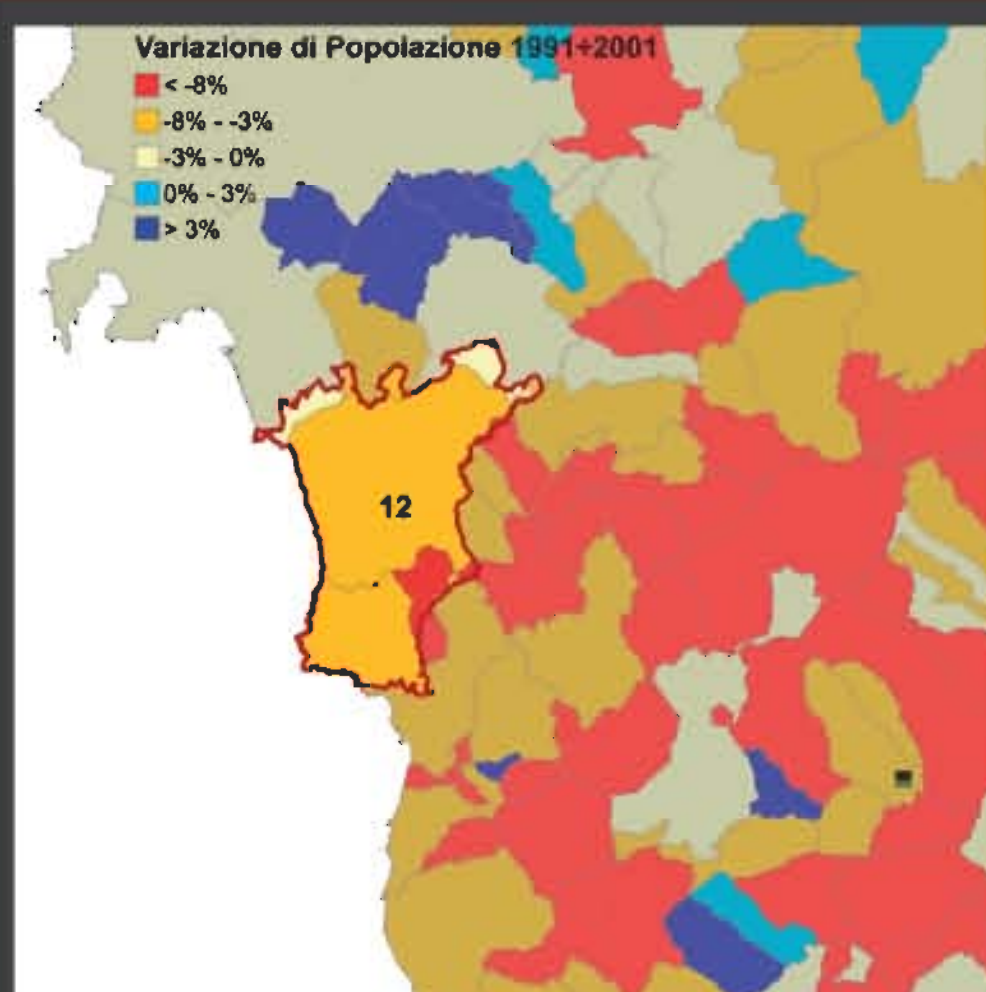 Variazione di Popolazione 1991÷2001
< -8%
-8% - -3%
-3% - 0%
0% - 3%
> 3%
12